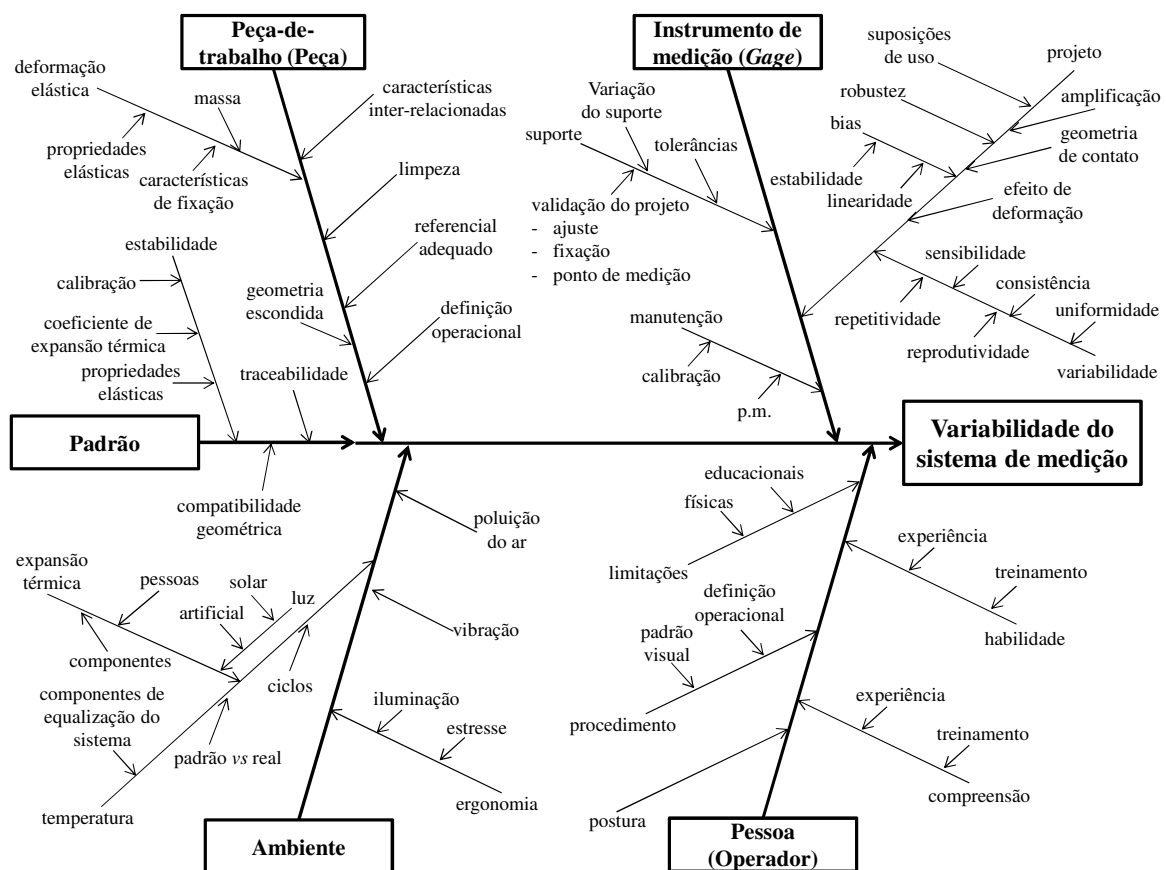 Peça-de-
trabalho (Peça)
deformação
elástica
massa
propriedades
elásticas
características
de fixação
características
inter-relacionadas
limpeza
referencial
adequado
geometria
escondida
definição
operacional
Instrumento de
medição (Gage)
Variação
do suporte
suporte
tolerâncias
validação do projeto
- ajuste
- fixação
- ponto de medição
manutenção
calibração
p.m.
suposições
de uso
projeto
robustez
amplificação
bias
geometria
de contato
estabilidade
linearidade
efeito de
deformação
sensibilidade
consistência
uniformidade
repetitividade
reprodutividade
variabilidade
estabilidade
calibração
coeficiente de
expansão térmica
propriedades
elásticas
traceabilidade
Padrão
compatibilidade
geométrica
Variabilidade do
sistema de medição
poluição
do ar
expansão
térmica
pessoas
solar
luz
artificial
vibração
componentes
ciclos
componentes de
equalização do
sistema
padrão vs real
temperatura
iluminação
estresse
ergonomia
Ambiente
educacionais
físicas
limitações
experiência
treinamento
habilidade
definição
operacional
padrão
visual
procedimento
experiência
treinamento
compreensão
postura
Pessoa
(Operador)